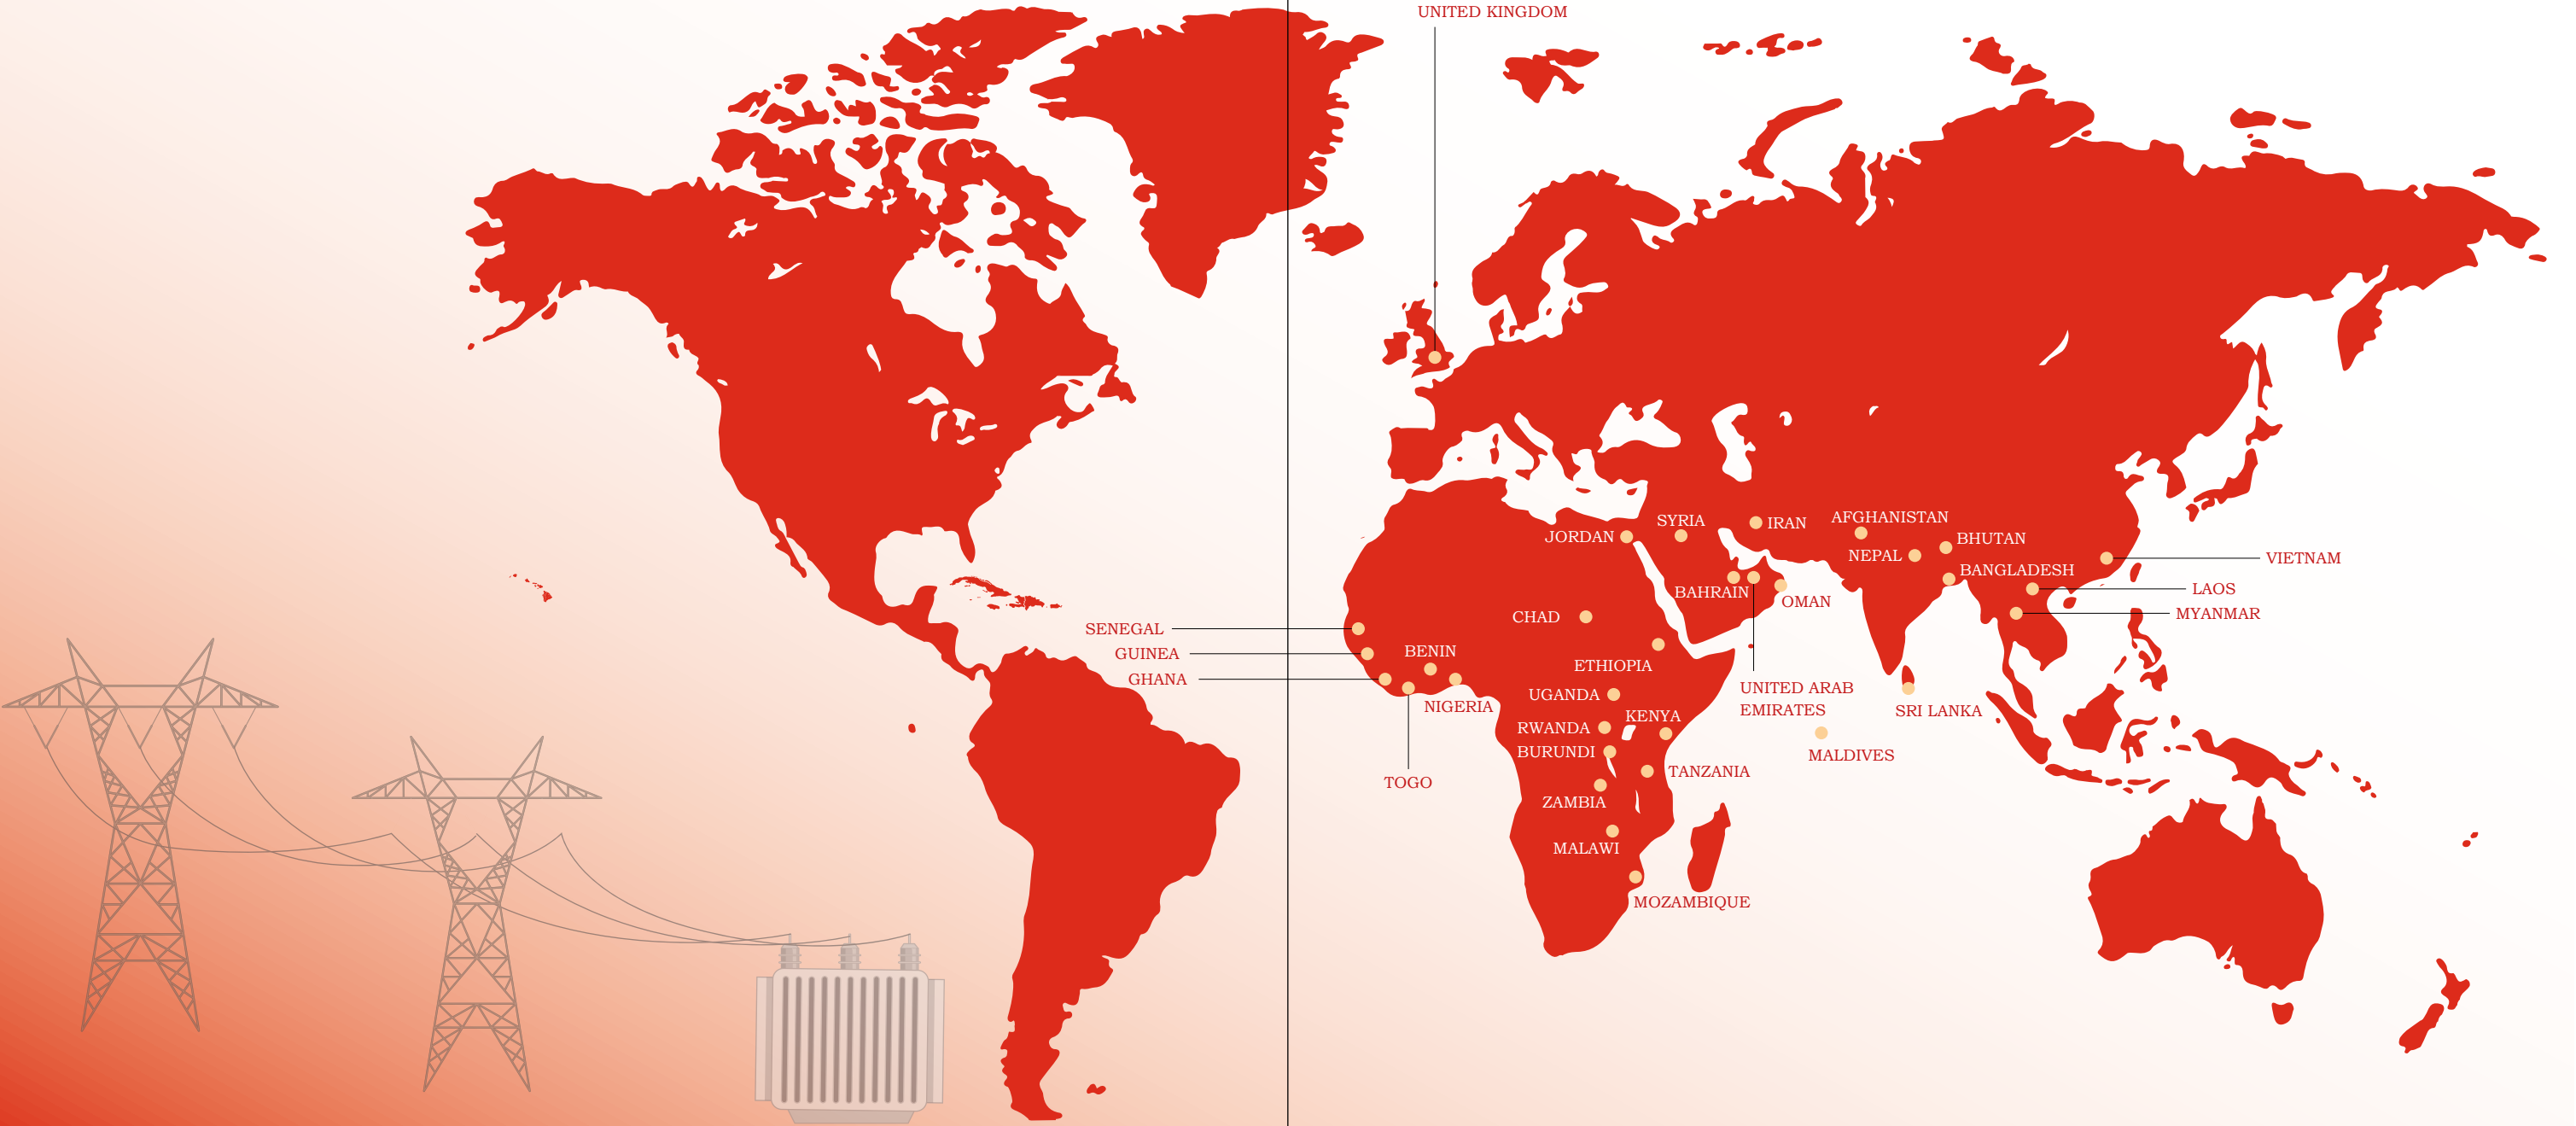 UNITED KINGDOM
SYRIA
IRAN
AFGHANISTAN
JORDAN
BHUTAN
NEPAL
VIETNAM
BANGLADESH
BAHRAIN
LAOS
OMAN
MYANMAR
CHAD
SENEGAL
BENIN
GUINEA
ETHIOPIA
GHANA
UNITED ARAB
EMIRATES
UGANDA
NIGERIA
SRI LANKA
KENYA
RWANDA
BURUNDI
MALDIVES
TANZANIA
TOGO
ZAMBIA
MALAWI
MOZAMBIQUE